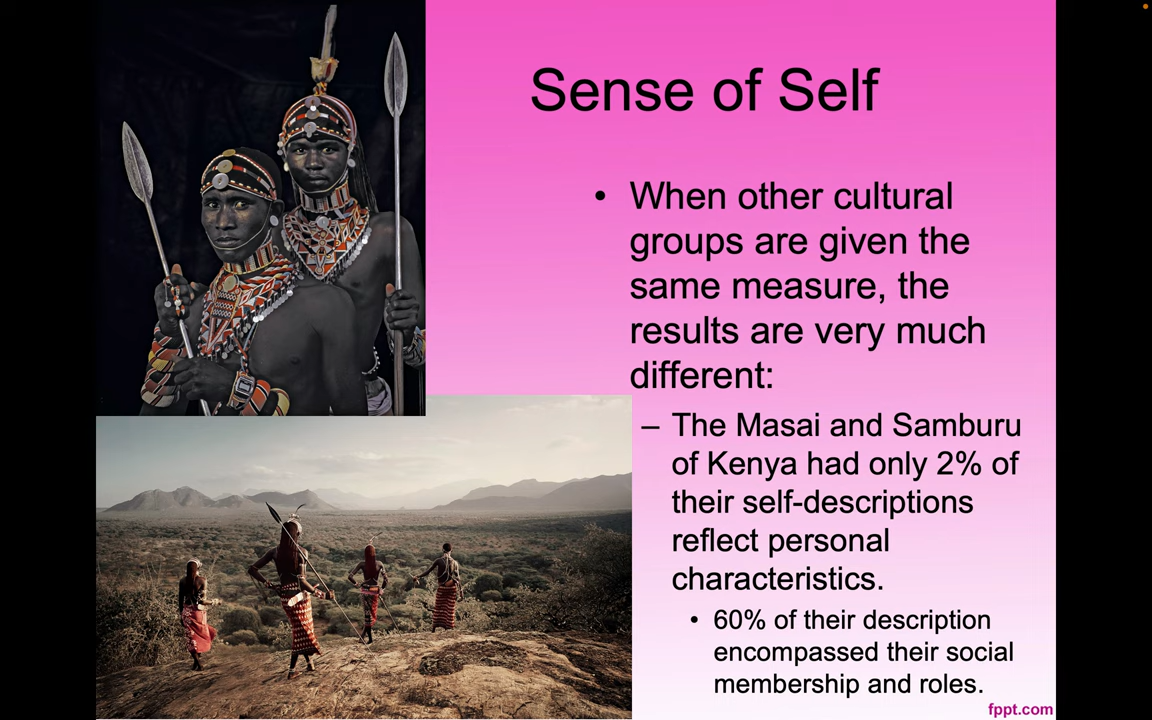 Sense of Self
• When other cultural
groups are given the
same measure, the
results are very much
different:
– The Masai and Samburu
of Kenya had only 2% of
their self-descriptions
reflect personal
characteristics.
• 60% of their description
encompassed their social
membership and roles.
fppt.com